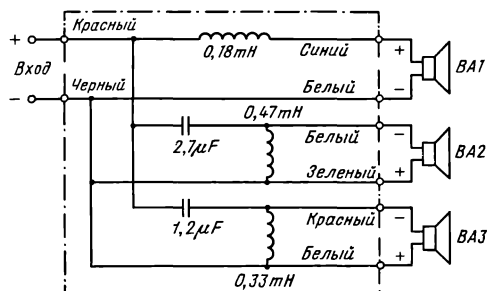 Красный
+
0,18mH
Синий
+
BA1
Вход
-
Черный
Белый
-
0,47mH
Белый
-
BA2
2,7μF
Зеленый
+
Красный
-
BA3
1,2μF
Белый
+
0,33mH